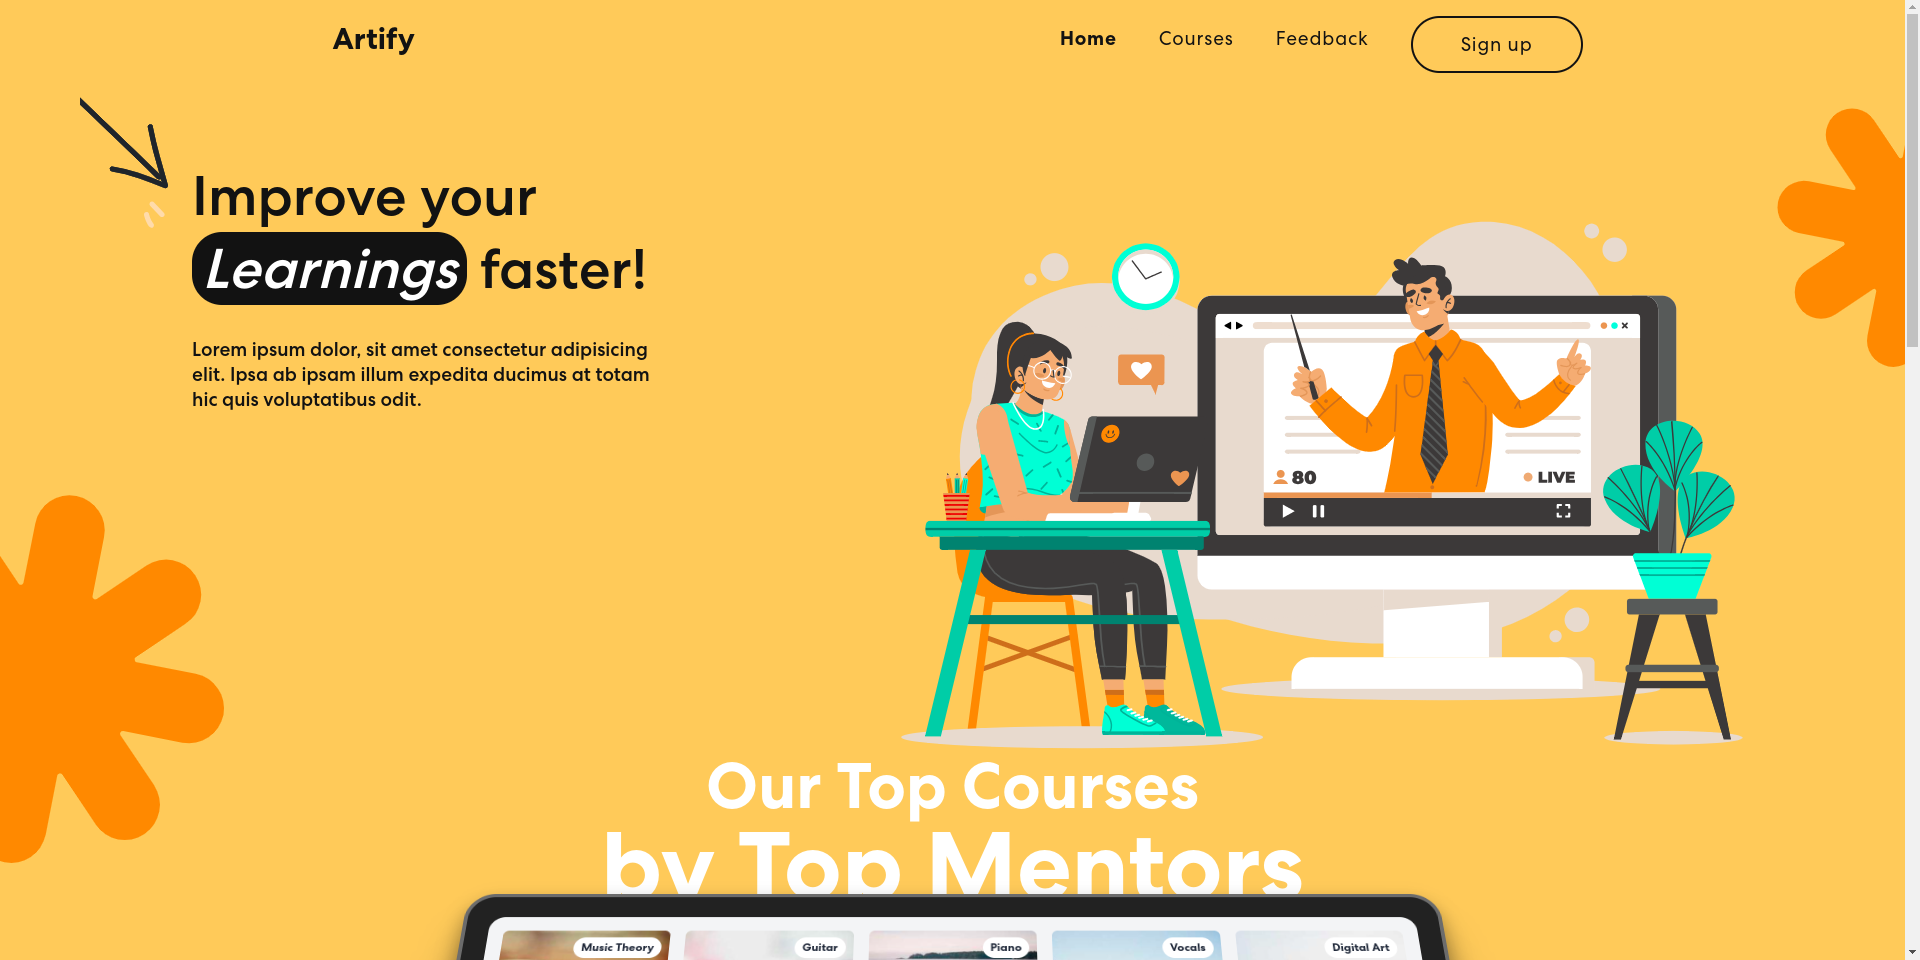 Artify
Home Courses Feedback Sign up
Improve your
Learnings faster!
Lorem ipsum dolor, sit amet consectetur adipisicing
elit. Ipsa ab ipsam illum expedita ducimus at totam
hic quis voluptatibus odit.
80
LIVE
Our Top Courses
by Top Mentors
Music Theory Guitar Piano Vocals Digital Art